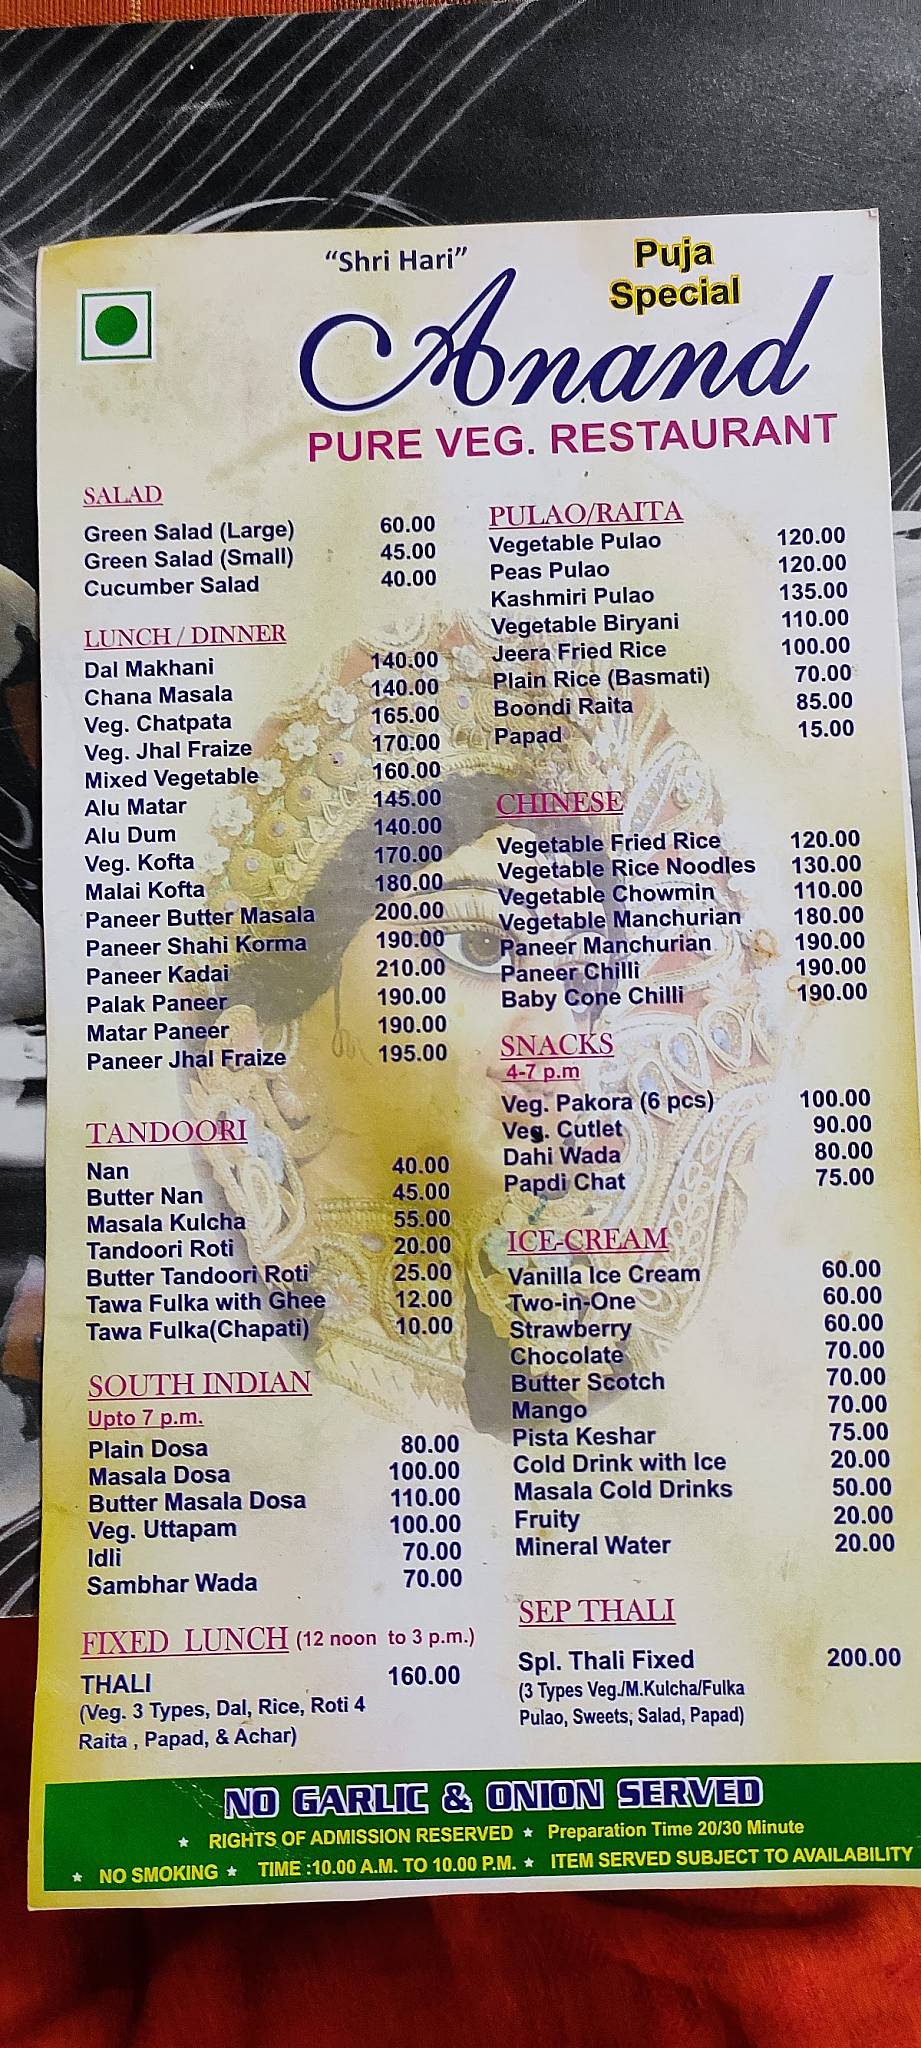 "Shri Hari"
Puja
Special
Anand
PURE VEG. RESTAURANT
SALAD
Green Salad (Large) 60.00
Green Salad (Small) 45.00
Cucumber Salad 40.00
LUNCH / DINNER
Dal Makhani 140.00
Chana Masala 140.00
Veg. Chatpata 165.00
Veg. Jhal Fraize 170.00
Mixed Vegetable 160.00
Alu Matar 145.00
Alu Dum 140.00
Veg. Kofta 170.00
Malai Kofta 180.00
Paneer Butter Masala 200.00
Paneer Shahi Korma 190.00
Paneer Kadai 210.00
Palak Paneer 190.00
Matar Paneer 190.00
Paneer Jhal Fraize 195.00
TANDOORI
Nan 40.00
Butter Nan 45.00
Masala Kulcha 55.00
Tandoori Roti 20.00
Butter Tandoori Roti 25.00
Tawa Fulka with Ghee 12.00
Tawa Fulka(Chapati) 10.00
SOUTH INDIAN
Upto 7 p.m.
Plain Dosa 80.00
Masala Dosa 100.00
Butter Masala Dosa 110.00
Veg. Uttapam 100.00
Idli 70.00
Sambhar Wada 70.00
FIXED LUNCH (12 noon to 3 p.m.)
THALI 160.00
(Veg. 3 Types, Dal, Rice, Roti 4
Raita , Papad, & Achar)
PULAO/RAITA
Vegetable Pulao 120.00
Peas Pulao 120.00
Kashmiri Pulao 135.00
Vegetable Biryani 110.00
Jeera Fried Rice 100.00
Plain Rice (Basmati) 70.00
Boondi Raita 85.00
Papad 15.00
CHINESE
Vegetable Fried Rice 120.00
Vegetable Rice Noodles 130.00
Vegetable Chowmin 110.00
Vegetable Manchurian 180.00
Paneer Manchurian 190.00
Paneer Chilli 190.00
Baby Cone Chilli 190.00
SNACKS
4-7 p.m
Veg. Pakora (6 pcs) 100.00
Veg. Cutlet 90.00
Dahi Wada 80.00
Papdi Chat 75.00
ICE-CREAM
Vanilla Ice Cream 60.00
Two-in-One 60.00
Strawberry 60.00
Chocolate 70.00
Butter Scotch 70.00
Mango 70.00
Pista Keshar 75.00
Cold Drink with Ice 20.00
Masala Cold Drinks 50.00
Fruity 20.00
Mineral Water 20.00
SEP THALI
Spl. Thali Fixed 200.00
(3 Types Veg./M.Kulcha/Fulka
Pulao, Sweets, Salad, Papad)
NO GARLIC & ONION SERVED
★ RIGHTS OF ADMISSION RESERVED ★ Preparation Time 20/30 Minute
★ NO SMOKING ★ TIME :10.00 A.M. TO 10.00 P.M. ★ ITEM SERVED SUBJECT TO AVAILABILITY